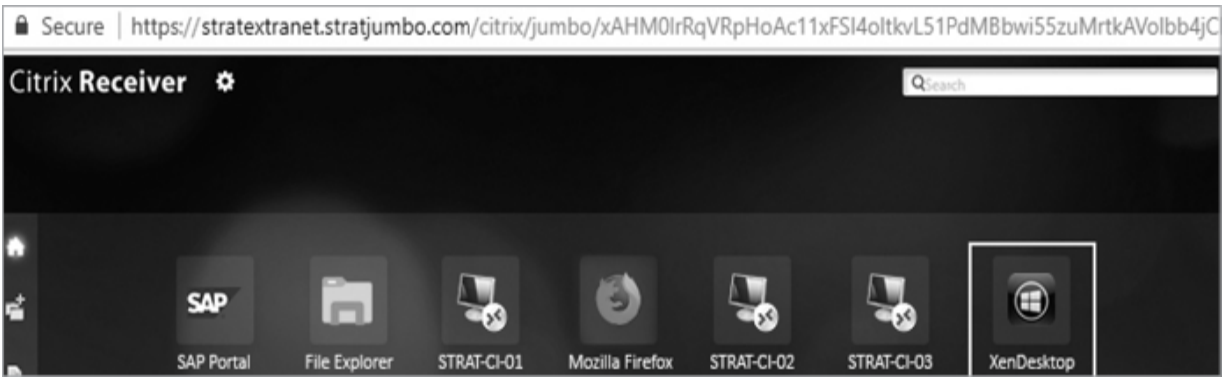 Secure | https://stratextranet.stratjumbo.com/citrix/jumbo/xAHM0IrRqVRpHoAc11xFSI4oItkvL51PdMBbwi55zuMrtkAVolbb4jC
Citrix Receiver
Search
SAP
SAP Portal File Explorer STRAT-CI-01 Mozilla Firefox STRAT-CI-02 STRAT-CI-03 XenDesktop